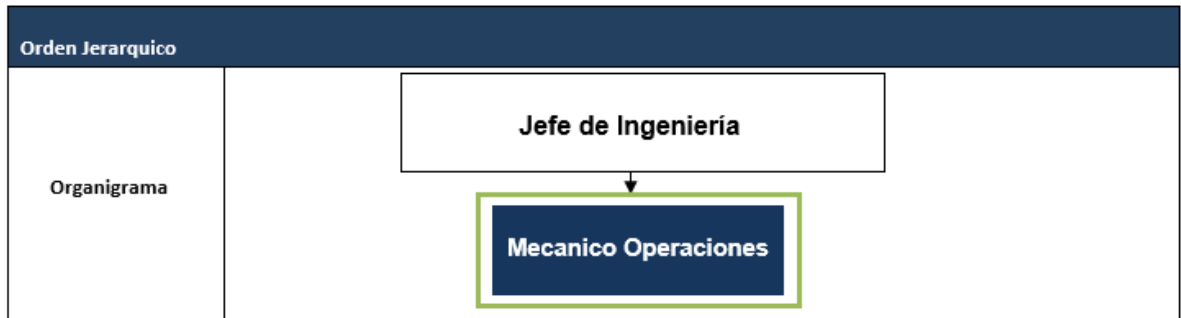 Orden Jerarquico
Jefe de Ingeniería
Organigrama
Mecanico Operaciones